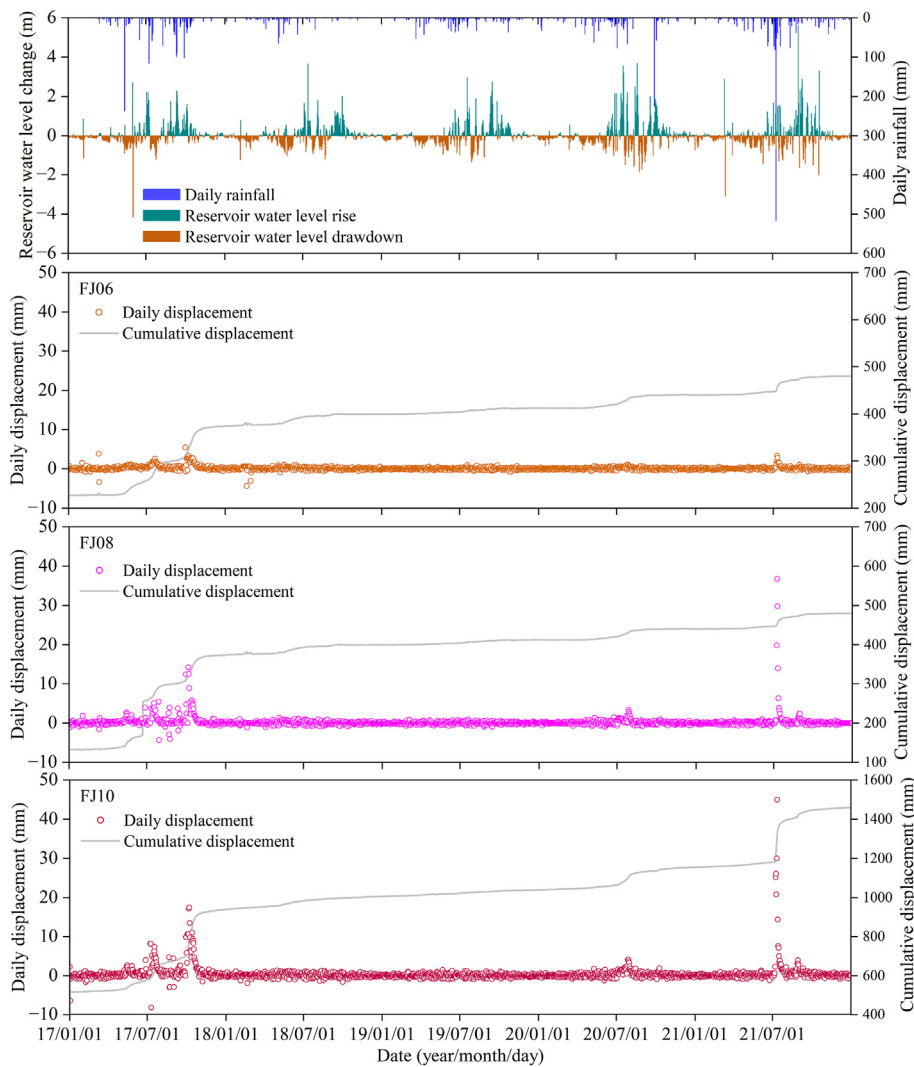 Reservoir water level change (m)
6
4
2
0
−2
−4
−6
Daily rainfall
Reservoir water level rise
Reservoir water level drawdown
0
100
200
300
400
500
600
Daily rainfall (mm)
Daily displacement (mm)
50
40
30
20
10
0
−10
FJ06
Daily displacement
Cumulative displacement
700
600
500
400
300
200
Cumulative displacement (mm)
Daily displacement (mm)
50
40
30
20
10
0
−10
FJ08
Daily displacement
Cumulative displacement
700
600
500
400
300
200
100
Cumulative displacement (mm)
Daily displacement (mm)
50
40
30
20
10
0
−10
FJ10
Daily displacement
Cumulative displacement
1600
1400
1200
1000
800
600
400
Cumulative displacement (mm)
17/01/01 17/07/01 18/01/01 18/07/01 19/01/01 19/07/01 20/01/01 20/07/01 21/01/01 21/07/01
Date (year/month/day)